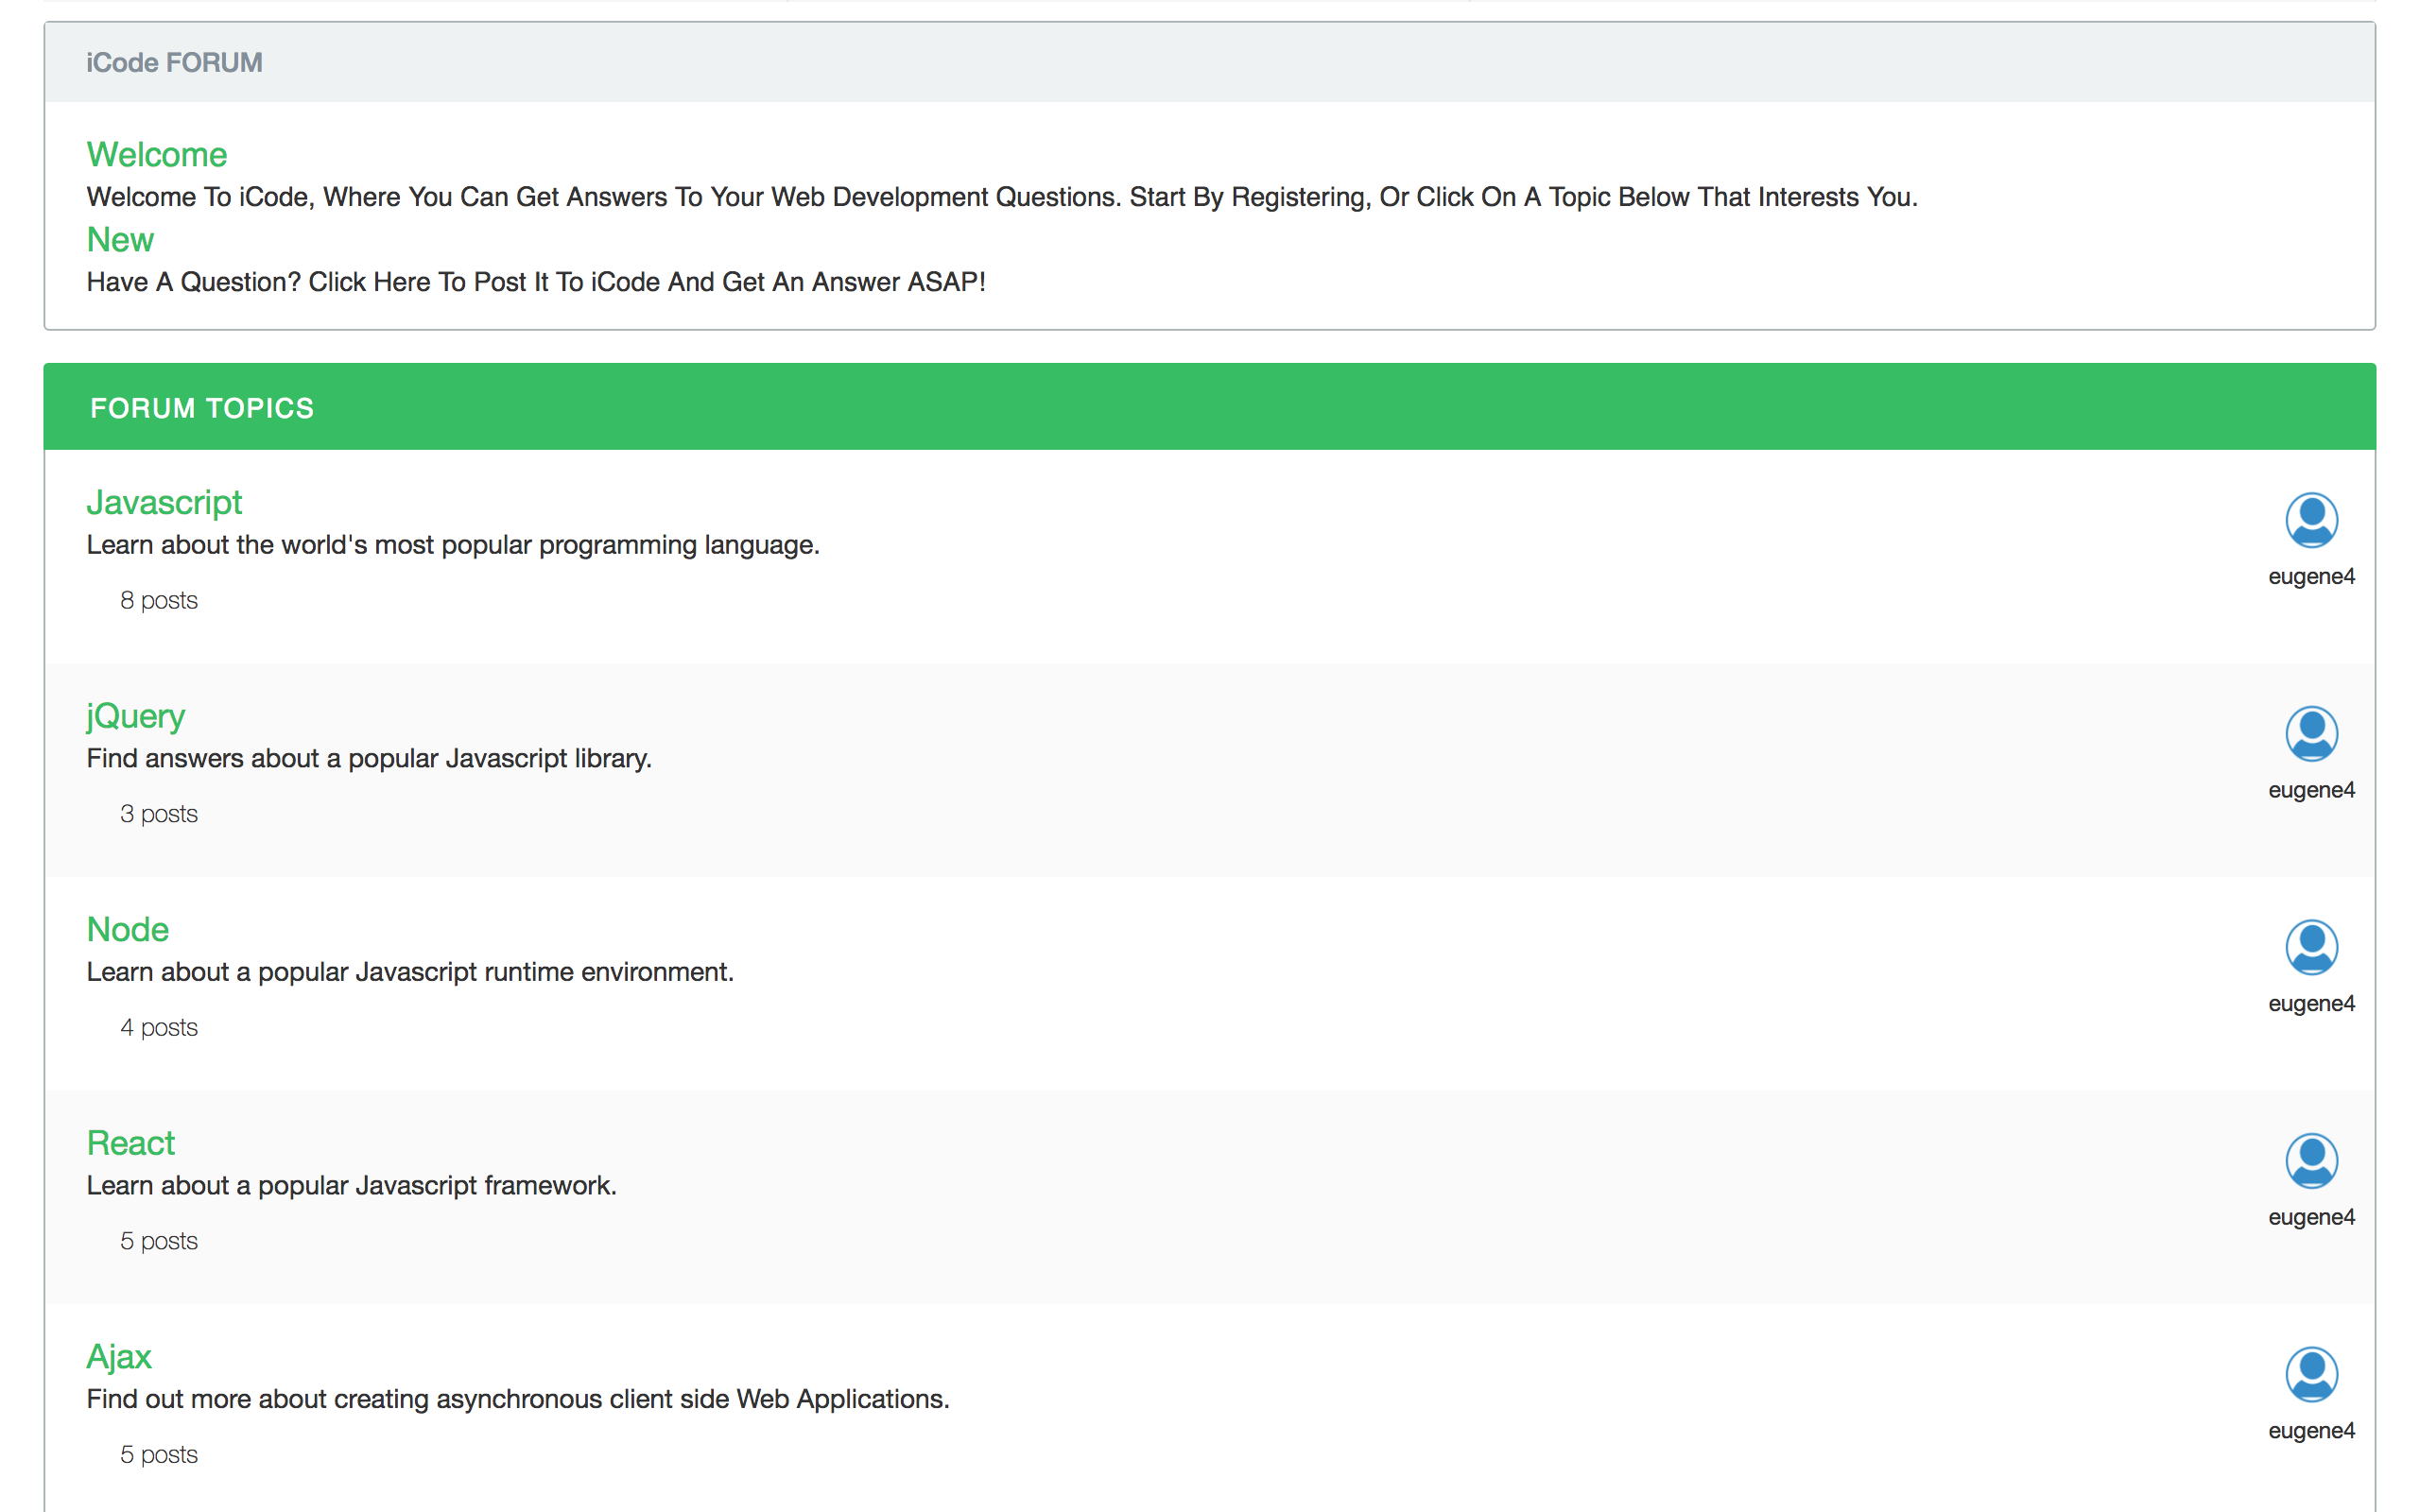 iCode FORUM
Welcome
Welcome To iCode, Where You Can Get Answers To Your Web Development Questions. Start By Registering, Or Click On A Topic Below That Interests You.
New
Have A Question? Click Here To Post It To iCode And Get An Answer ASAP!
FORUM TOPICS
Javascript
Learn about the world's most popular programming language.
8 posts
eugene4
jQuery
Find answers about a popular Javascript library.
3 posts
eugene4
Node
Learn about a popular Javascript runtime environment.
4 posts
eugene4
React
Learn about a popular Javascript framework.
5 posts
eugene4
Ajax
Find out more about creating asynchronous client side Web Applications.
5 posts
eugene4